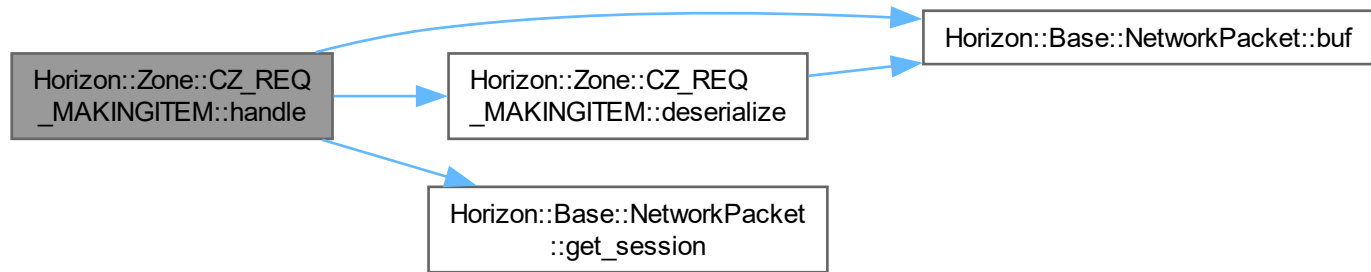 Horizon::Zone::CZ_REQ
_MAKINGITEM::handle
Horizon::Zone::CZ_REQ
_MAKINGITEM::deserialize
Horizon::Base::NetworkPacket::buf
Horizon::Base::NetworkPacket
::get_session